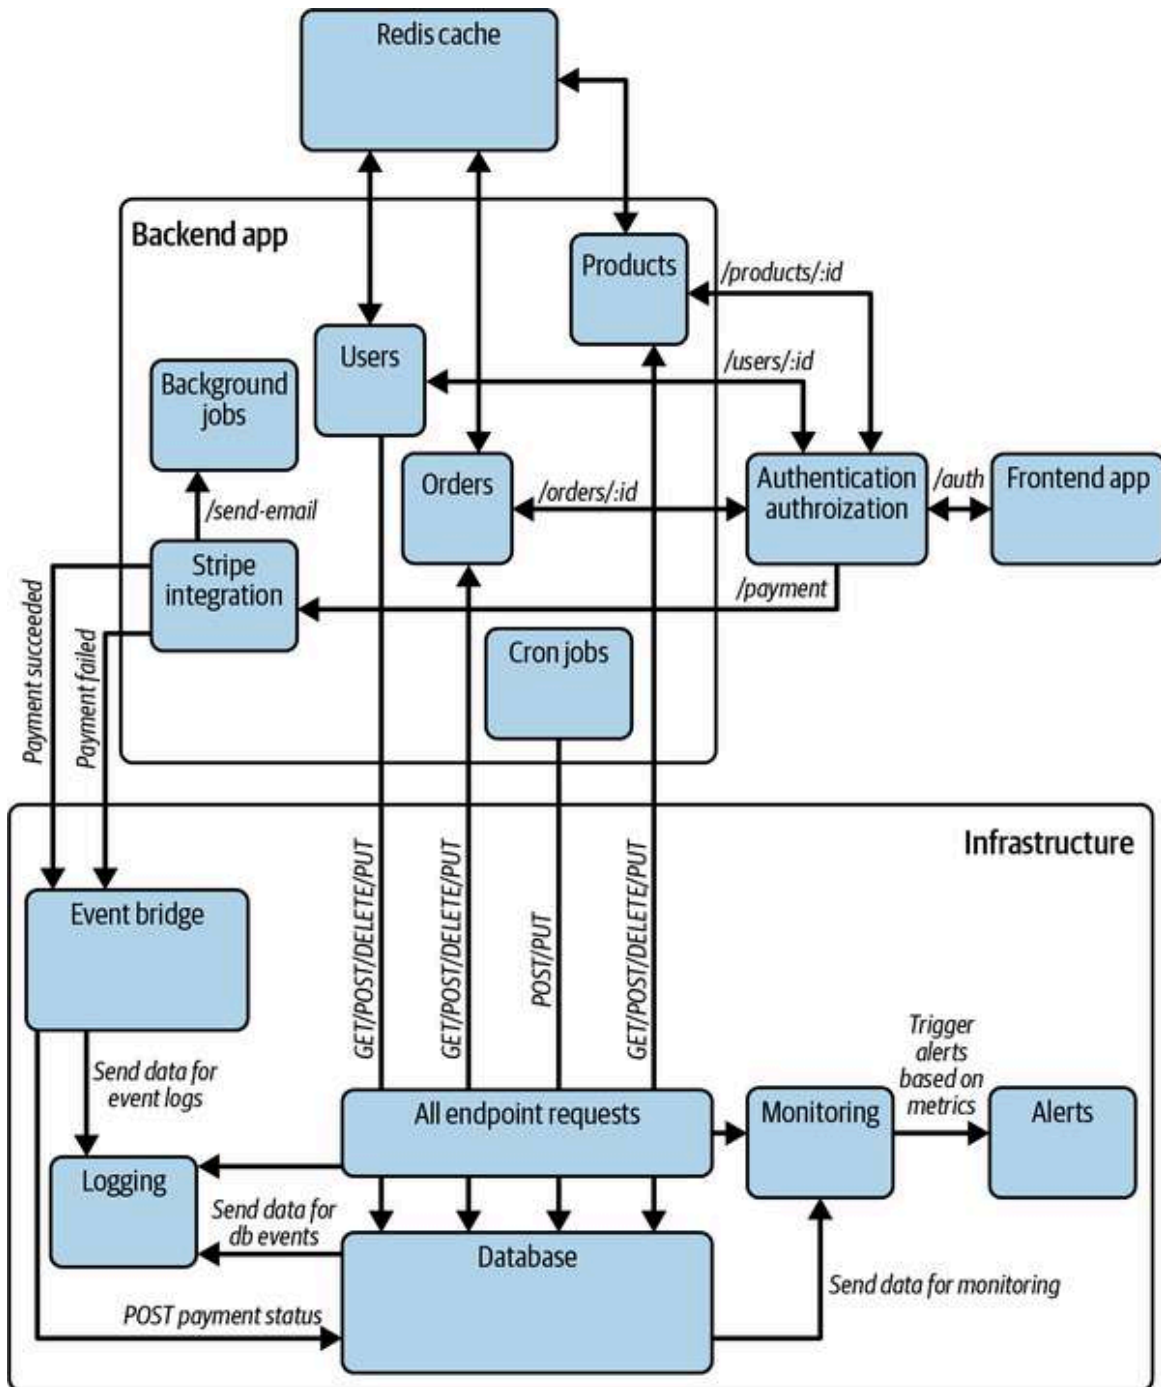 Redis cache
Backend app
Products
/products/:id
Users
/users/:id
Background
jobs
Orders
/orders/:id
Authentication
authroization
/auth
Frontend app
/send-email
Stripe
integration
/payment
Payment succeeded
Payment failed
Cron jobs
Infrastructure
Event bridge
GET/POST/DELETE/PUT
GET/POST/DELETE/PUT
POST/PUT
GET/POST/DELETE/PUT
Send data for
event logs
All endpoint requests
Monitoring
Trigger
alerts
based on
metrics
Alerts
Logging
Send data for
db events
Database
Send data for monitoring
POST payment status